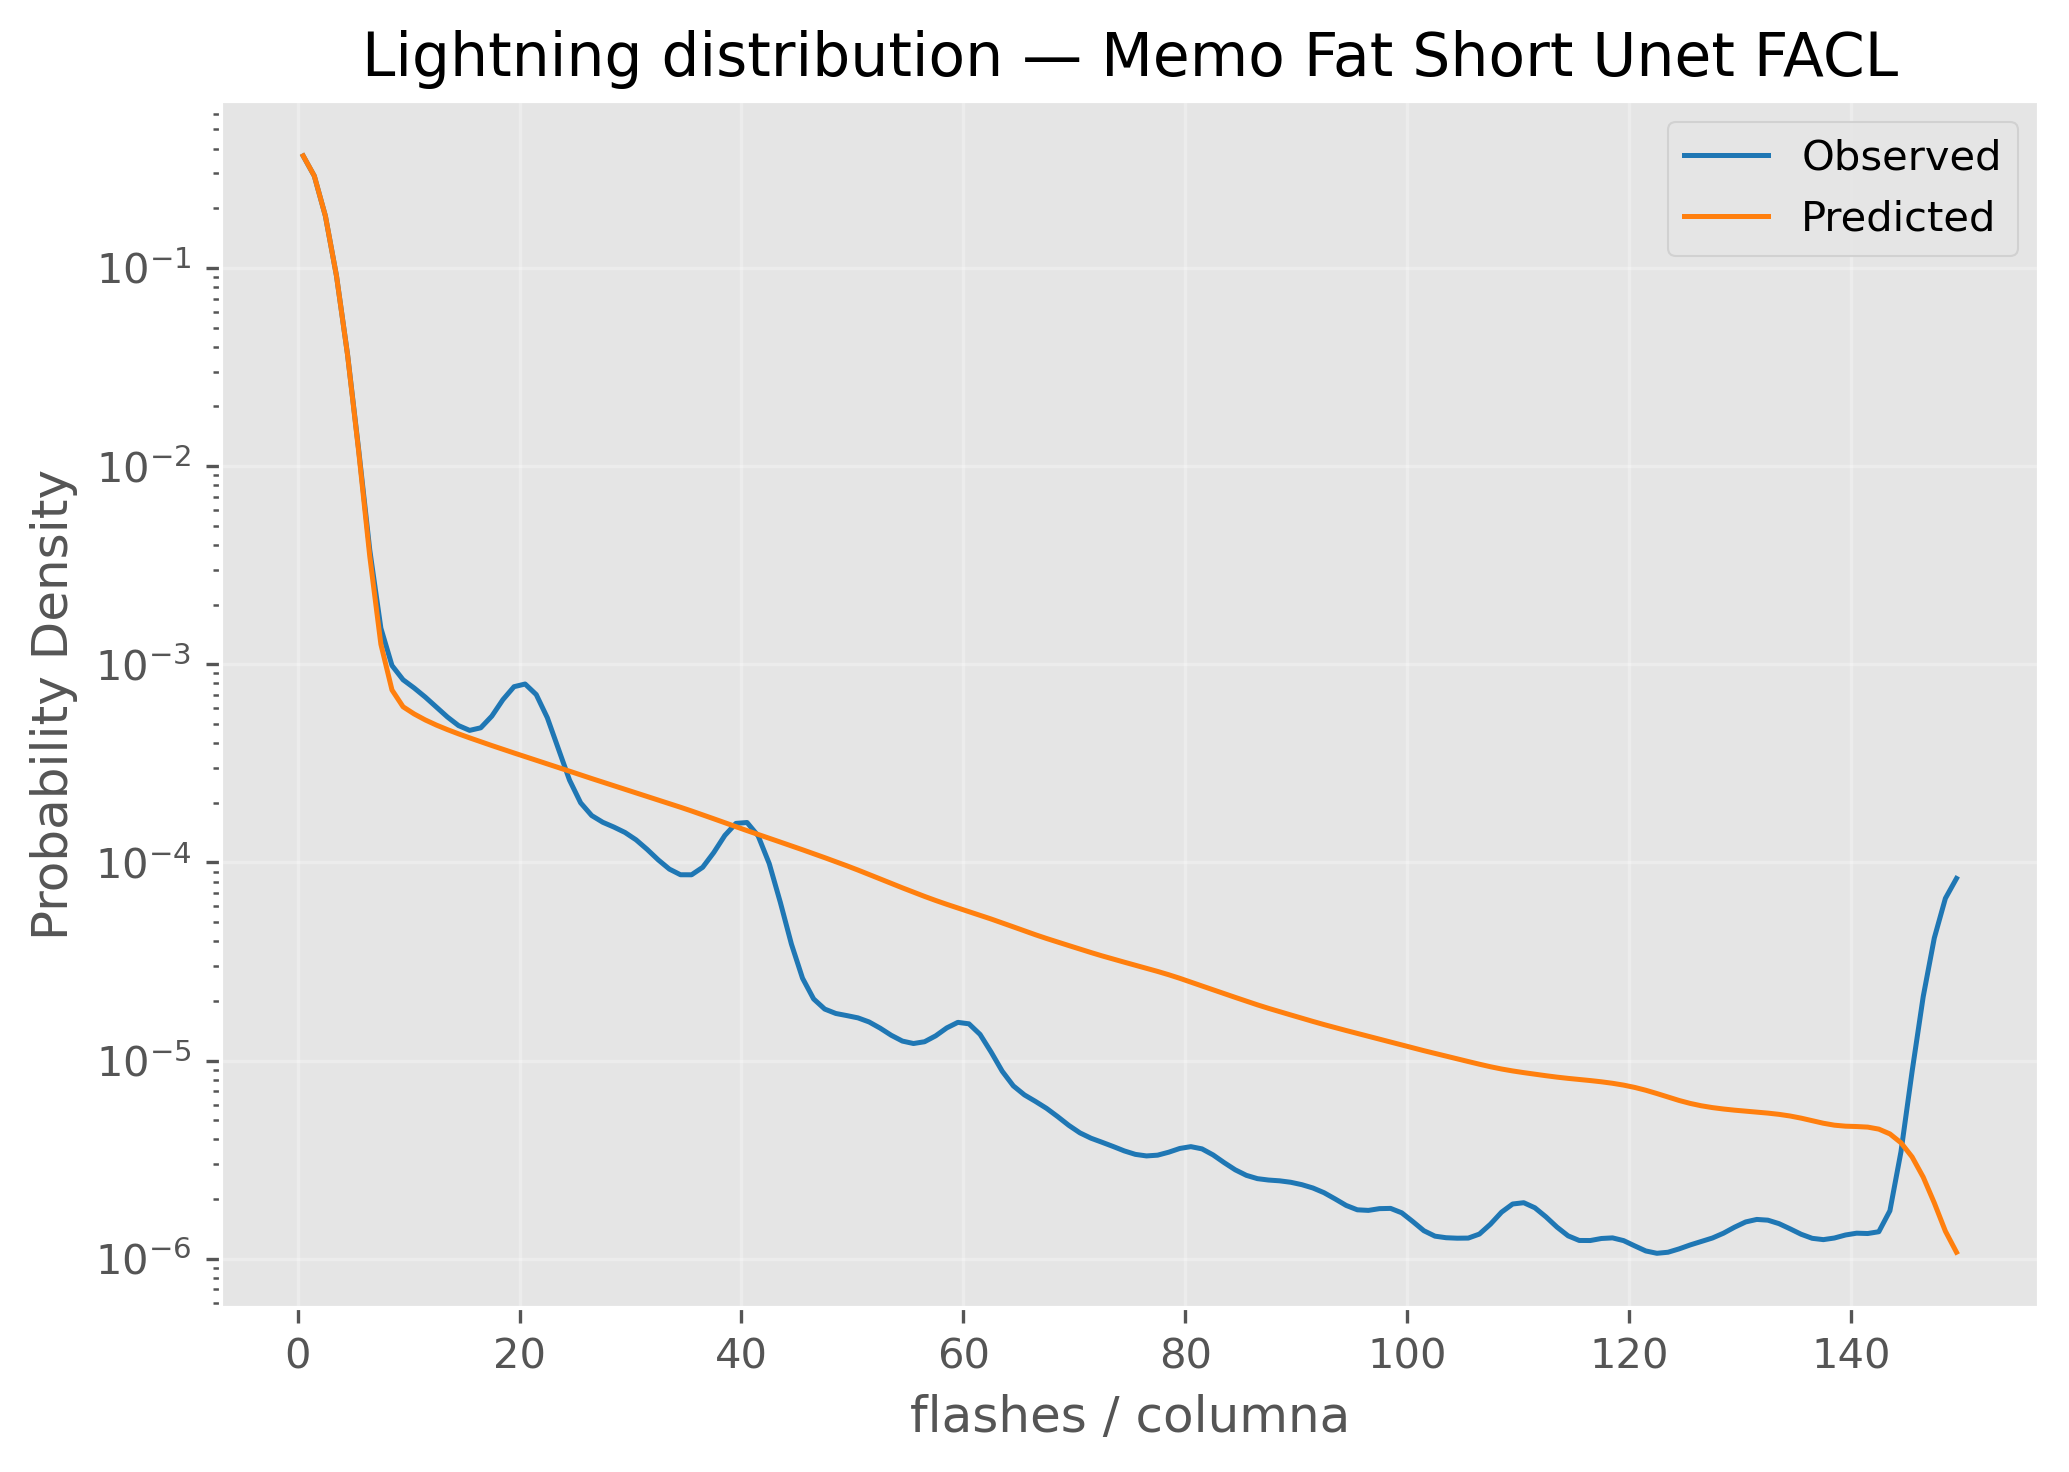 Lightning distribution — Memo Fat Short Unet FACL
Observed
Predicted
Probability Density
10⁻¹
10⁻²
10⁻³
10⁻⁴
10⁻⁵
10⁻⁶
0 20 40 60 80 100 120 140
flashes / columna